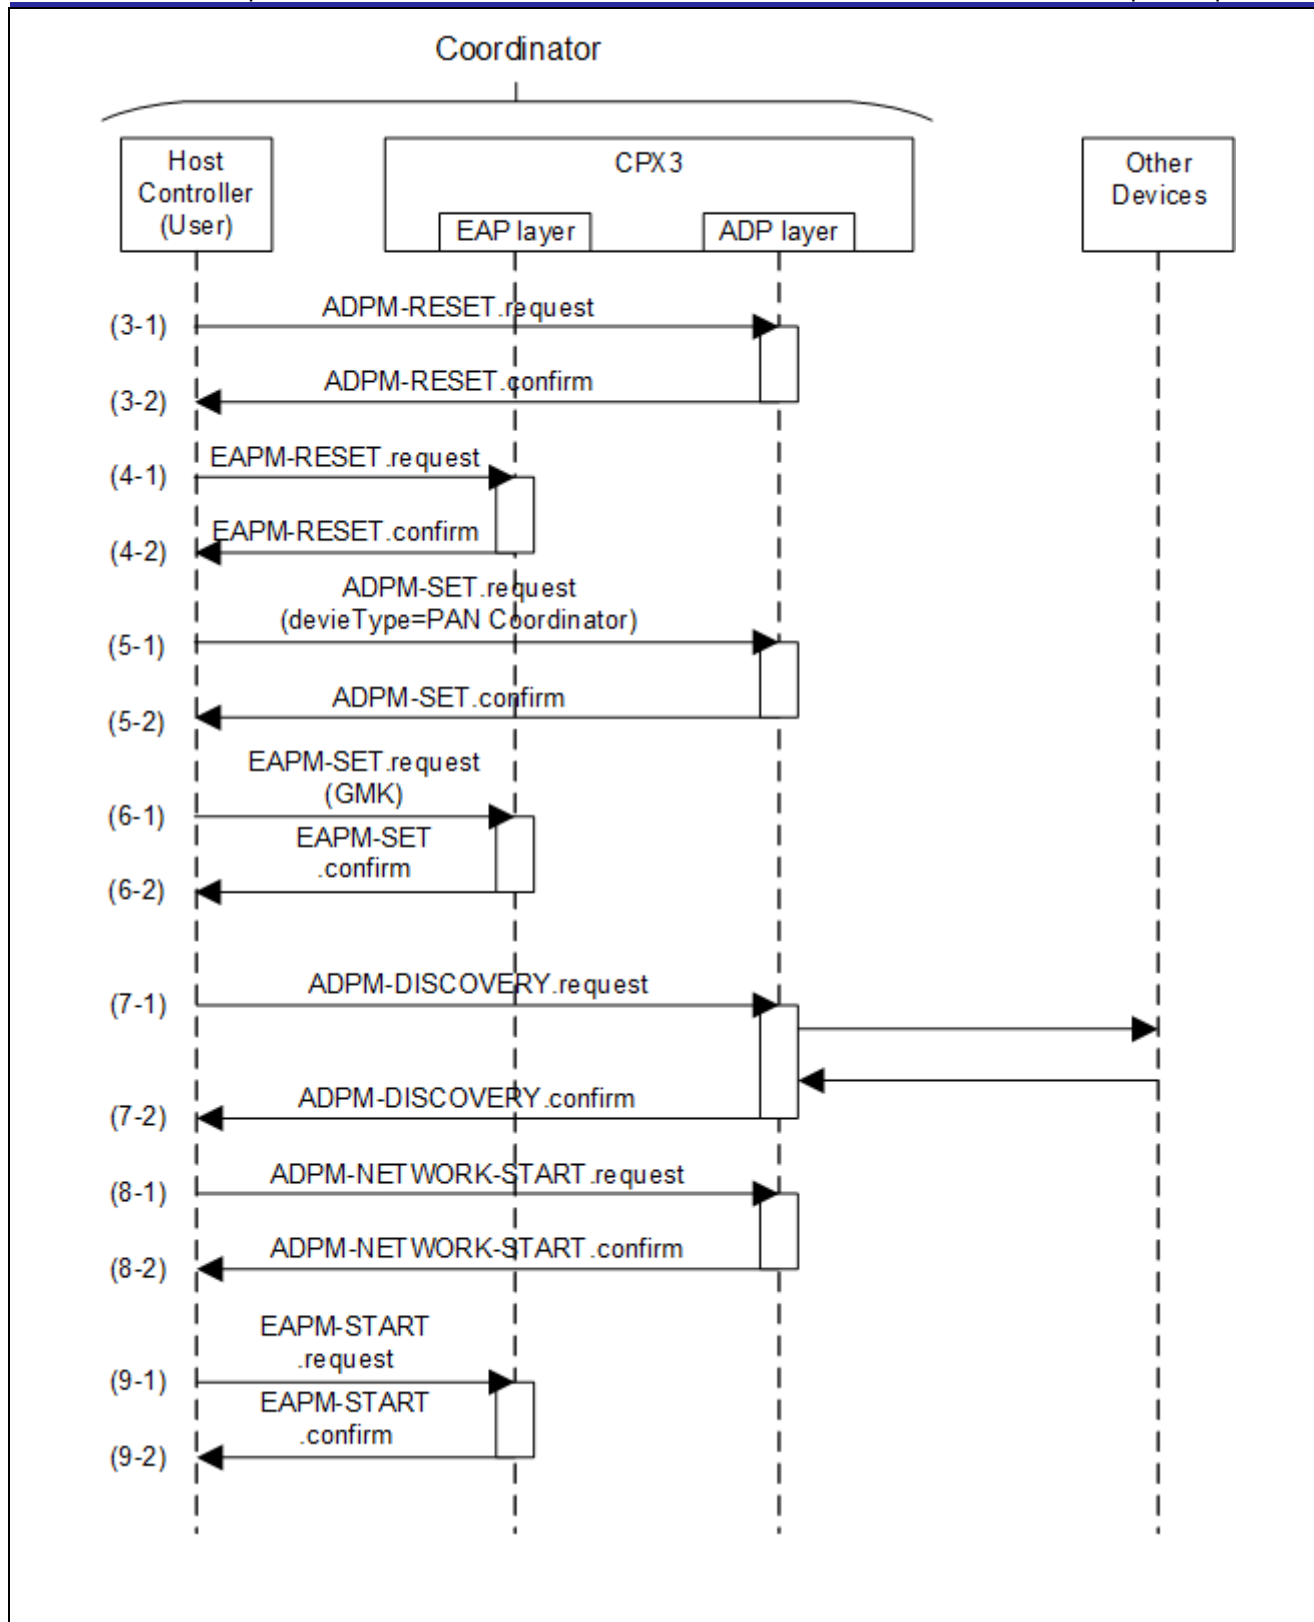 Coordinator
Host
Controller
(User)
CPX3
EAP layer
ADP layer
Other
Devices
(3-1)
ADPM-RESET.request
(3-2)
ADPM-RESET.confirm
(4-1)
EAPM-RESET.request
(4-2)
EAPM-RESET.confirm
ADPM-SET.request
(devieType=PAN Coordinator)
(5-1)
ADPM-SET.confirm
(5-2)
EAPM-SET.request
(GMK)
(6-1)
EAPM-SET
.confirm
(6-2)
ADPM-DISCOVERY.request
(7-1)
ADPM-DISCOVERY.confirm
(7-2)
ADPM-NETWORK-START.request
(8-1)
ADPM-NETWORK-START.confirm
(8-2)
EAPM-START
.request
(9-1)
EAPM-START
.confirm
(9-2)